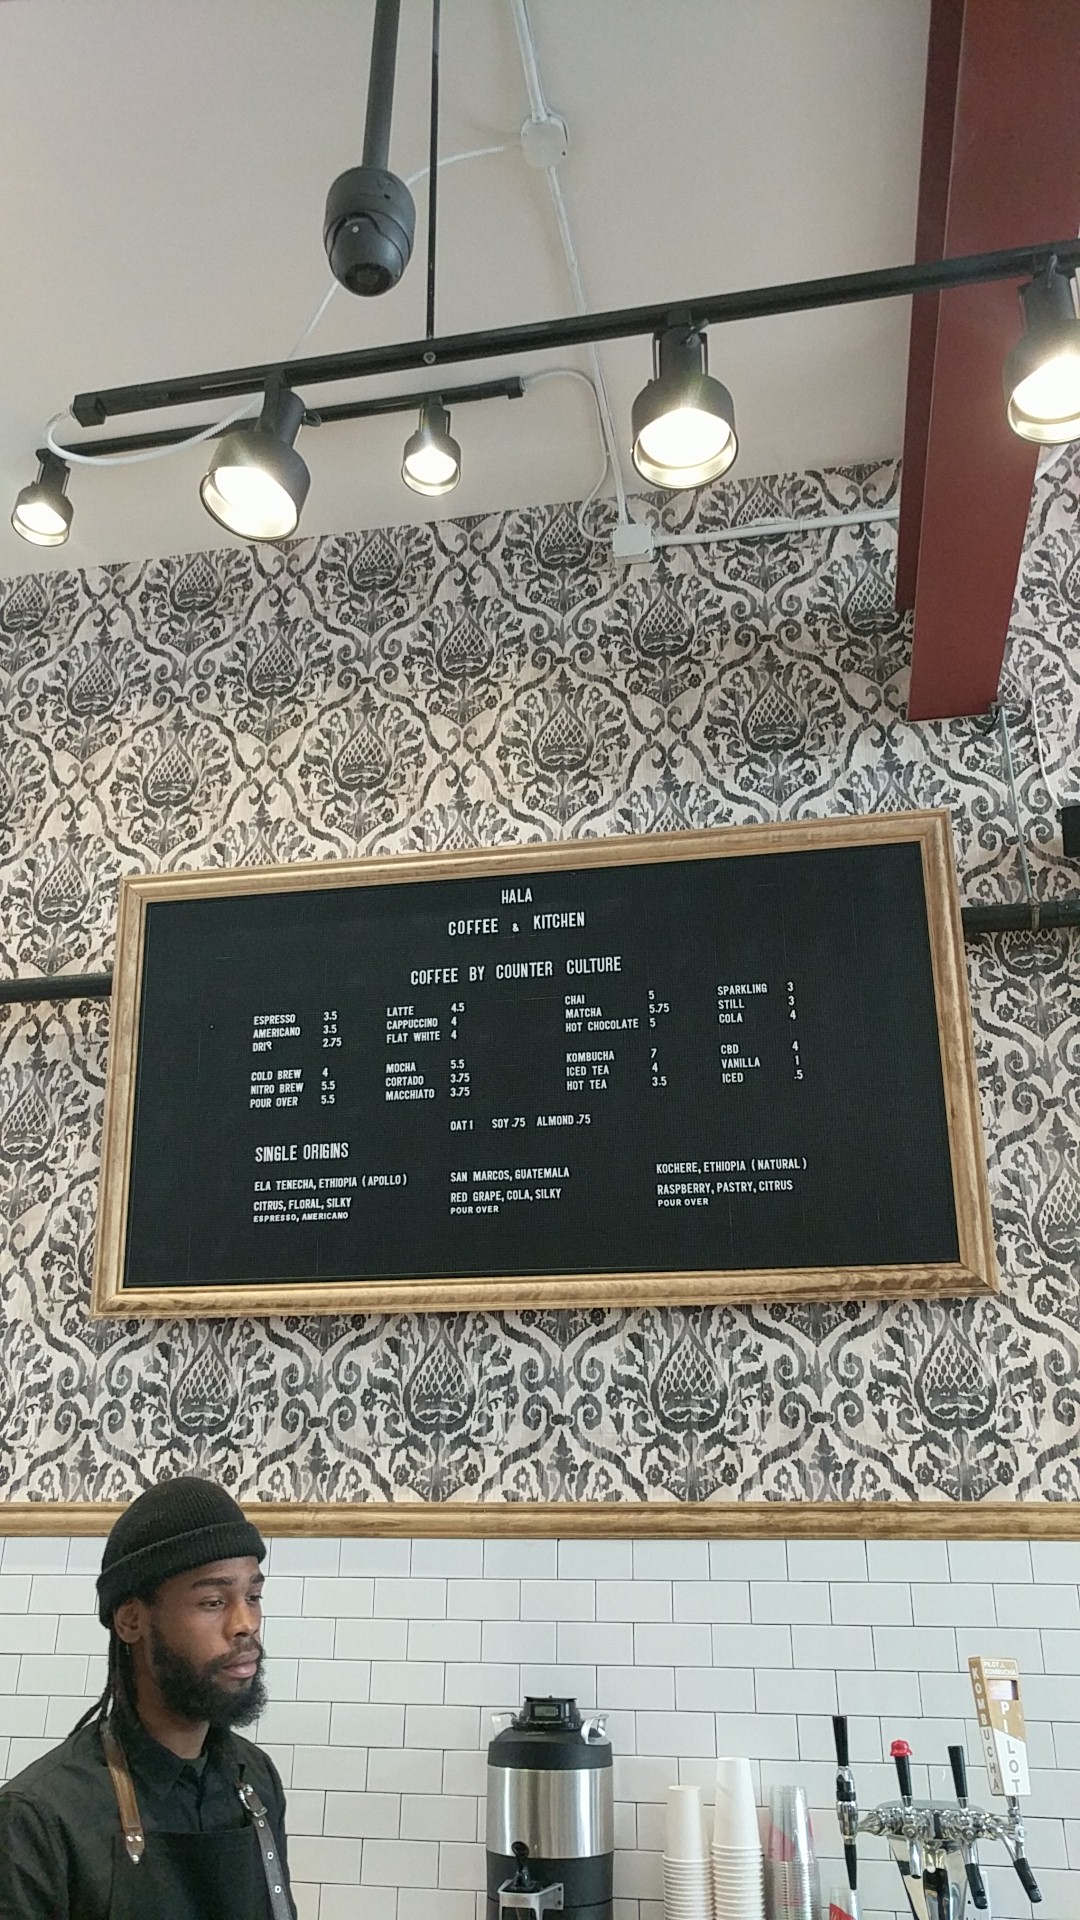 HALA
COFFEE & KITCHEN
COFFEE BY COUNTER CULTURE
ESPRESSO 3.5
AMERICANO 3.5
DRIP 2.75
COLD BREW 4
NITRO BREW 5.5
POUR OVER 5.5
LATTE 4.5
CAPPUCCINO 4
FLAT WHITE 4
MOCHA 5.5
CORTADO 3.75
MACCHIATO 3.75
CHAI 5
MATCHA 5.75
HOT CHOCOLATE 5
KOMBUCHA 7
ICED TEA 4
HOT TEA 3.5
SPARKLING 3
STILL 3
COLA 4
CBD 4
VANILLA 1
ICED .5
OAT 1 SOY .75 ALMOND .75
SINGLE ORIGINS
ELA TENECHA, ETHIOPIA (APOLLO)
CITRUS, FLORAL, SILKY
ESPRESSO, AMERICANO
SAN MARCOS, GUATEMALA
RED GRAPE, COLA, SILKY
POUR OVER
KOCHERE, ETHIOPIA (NATURAL)
RASPBERRY, PASTRY, CITRUS
POUR OVER
PILOT
KOMBUCHA
KOMBUCHA
PILOT